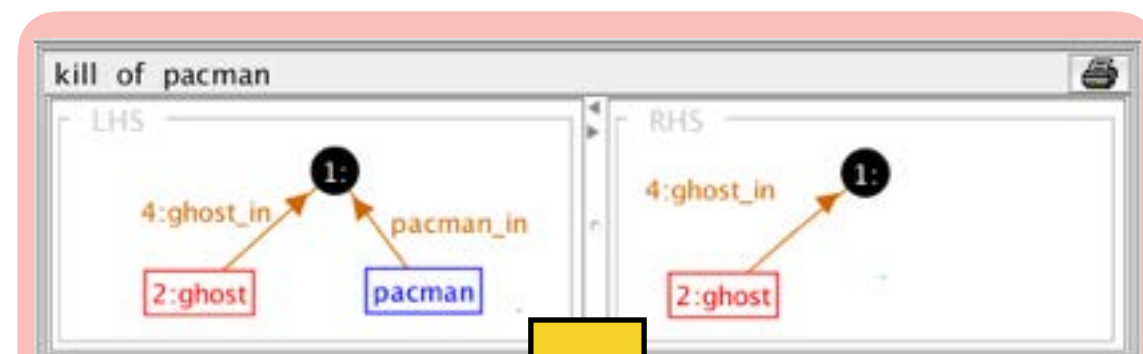 kill of pacman
LHS
1:
4:ghost_in
pacman_in
2:ghost
pacman
RHS
1:
4:ghost_in
2:ghost